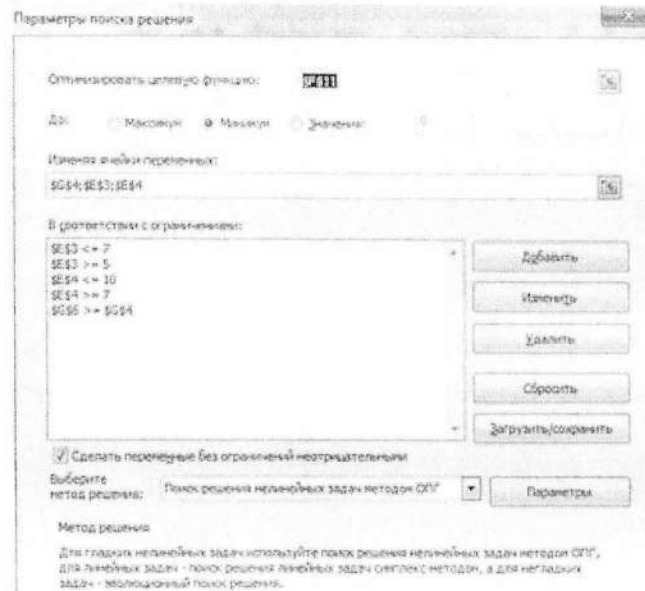 Параметры поиска решения
Оптимизировать целевую функцию:
До: Максимум Минимум Значения: 0
Изменяя ячейки переменных:
$G$4;$E$3;$E$4
В соответствии с ограничениями:
$E$3 <= 7
$E$3 >= 5
$E$4 <= 10
$E$4 >= 7
$G$6 >= $G$4
Добавить
Изменить
Удалить
Сбросить
Загрузить/сохранить
Сделать переменные без ограничений неотрицательными
Выберите
метод решения: Поиск решения нелинейных задач методом ОПГ Параметры
Метод решения
Для гладких нелинейных задач используйте поиск решения нелинейных задач методом ОПГ,
для линейных задач - поиск решения линейных задач симплекс-методом, а для негладких
задач - эволюционный поиск решения.